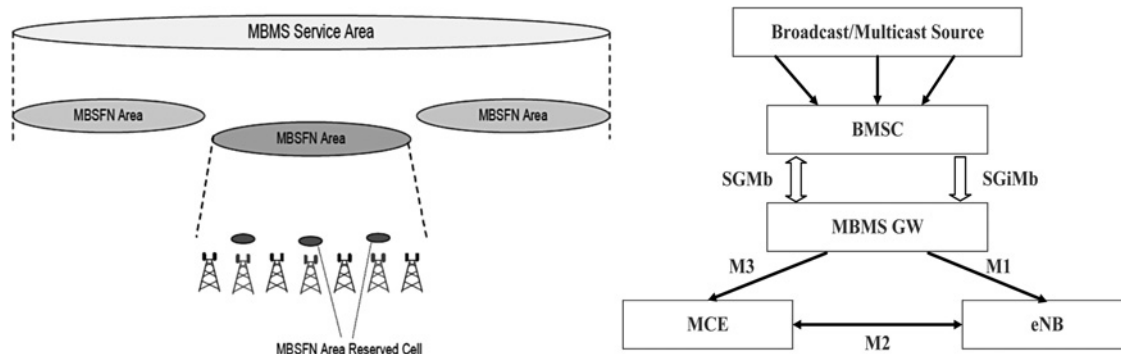 MBMS Service Area
MBSFN Area
MBSFN Area
MBSFN Area
MBSFN Area Reserved Cell
Broadcast/Multicast Source
BMSC
SGMb
SGiMb
MBMS GW
M3
M1
MCE
eNB
M2